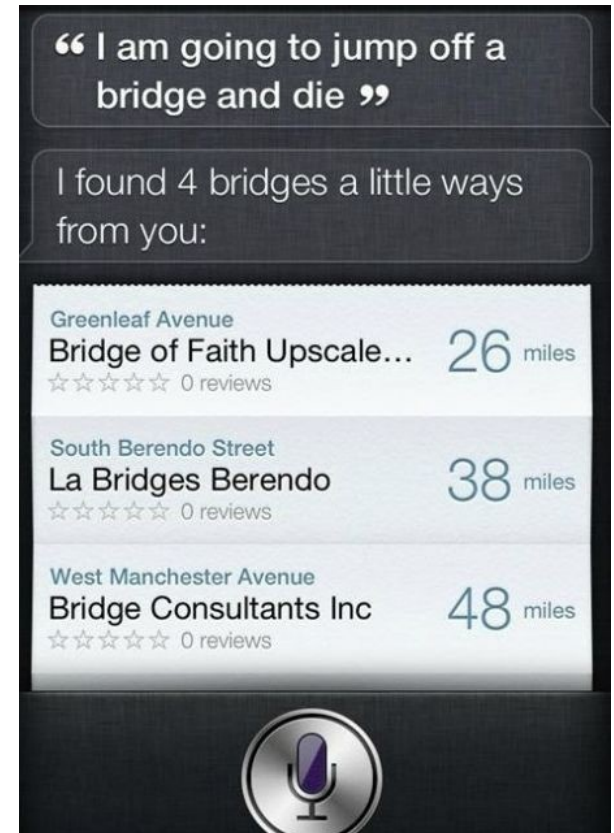 “ I am going to jump off a
bridge and die ”
I found 4 bridges a little ways
from you:
Greenleaf Avenue
Bridge of Faith Upscale...
0 reviews
26 miles
South Berendo Street
La Bridges Berendo
0 reviews
38 miles
West Manchester Avenue
Bridge Consultants Inc
0 reviews
48 miles